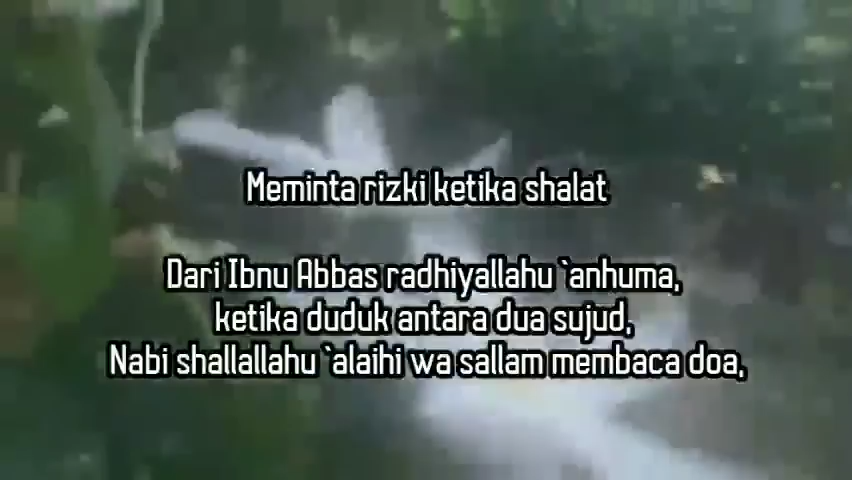 Meminta rizki ketika shalat
Dari Ibnu Abbas radhiyallahu `anhuma,
ketika duduk antara dua sujud,
Nabi shallallahu `alaihi wa sallam membaca doa,